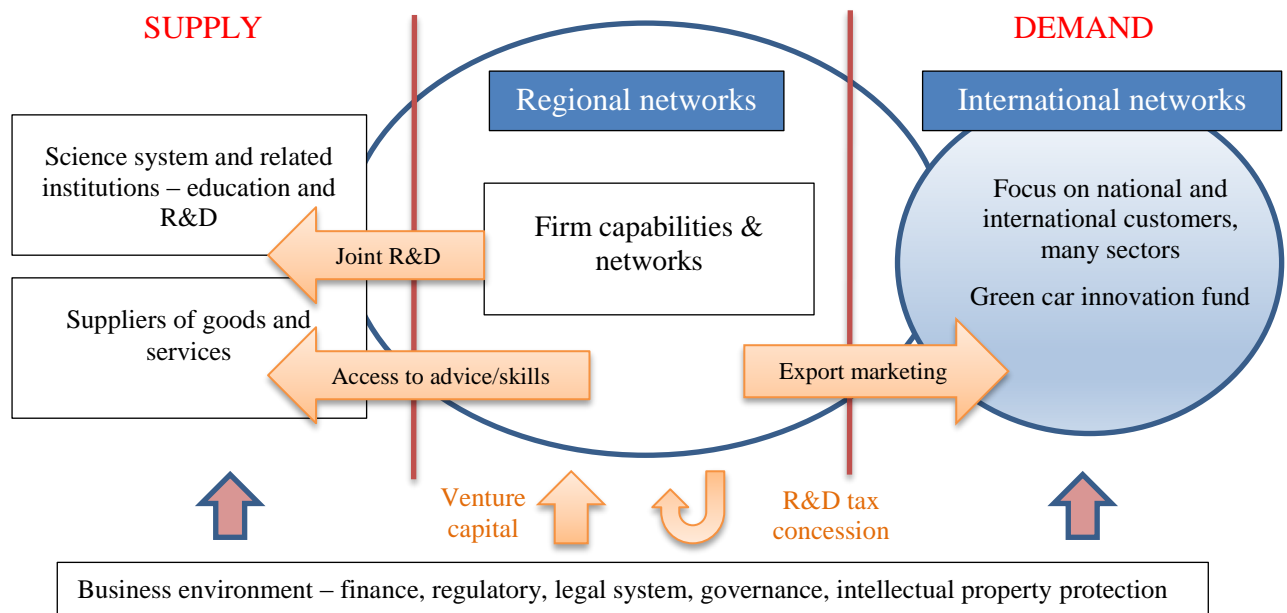 SUPPLY
DEMAND
Regional networks
International networks
Science system and related
institutions – education and
R&D
Firm capabilities &
networks
Focus on national and
international customers,
many sectors
Green car innovation fund
Joint R&D
Suppliers of goods and
services
Access to advice/skills
Export marketing
Venture
capital
R&D tax
concession
Business environment – finance, regulatory, legal system, governance, intellectual property protection